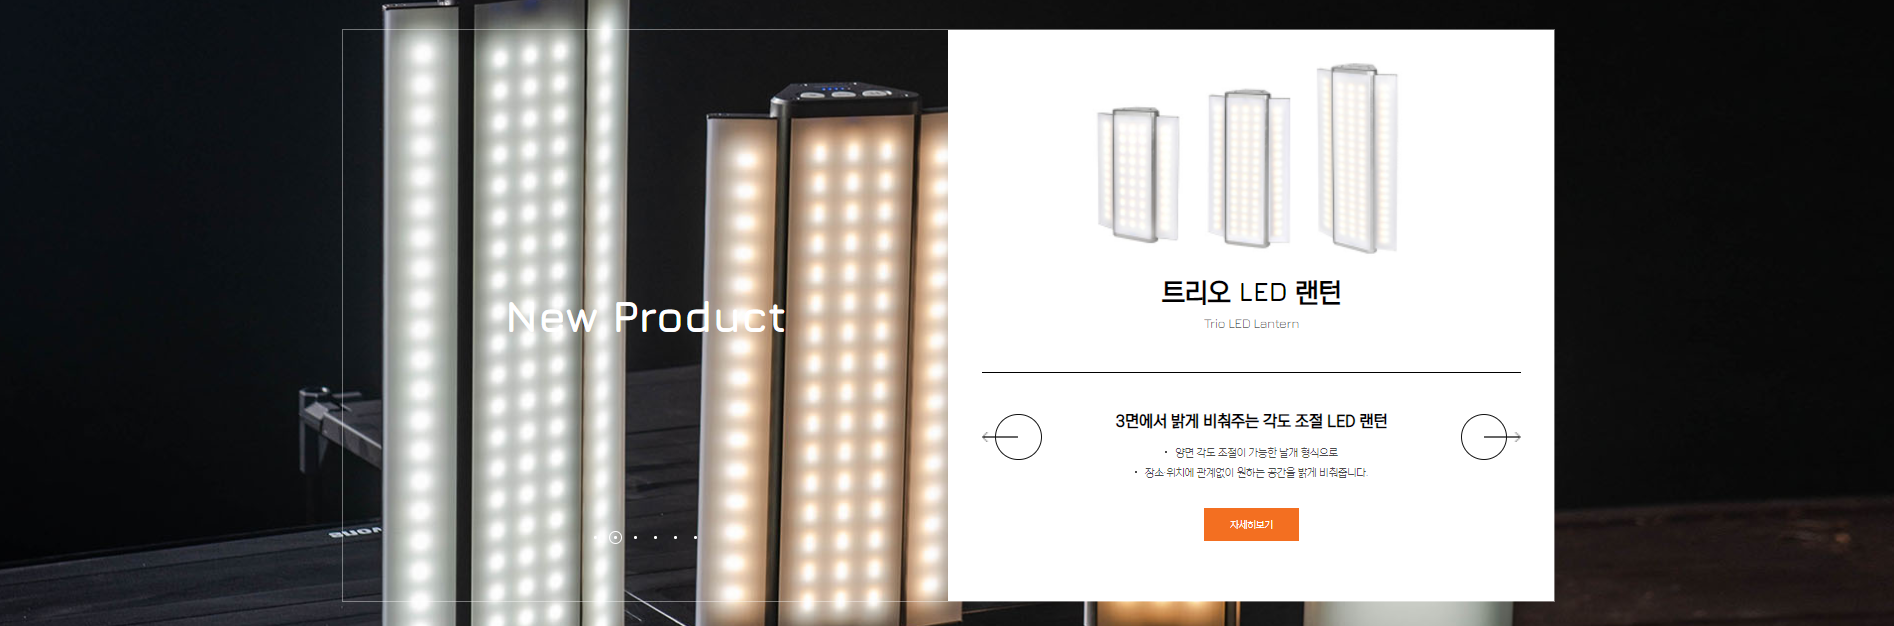 New Product
트리오 LED 랜턴
Trio LED Lantern
3면에서 밝게 비춰주는 각도 조절 LED 랜턴
• 양면 각도 조절이 가능한 날개 형식으로
• 장소 위치에 관계없이 원하는 공간을 밝게 비춰줍니다.
자세히보기